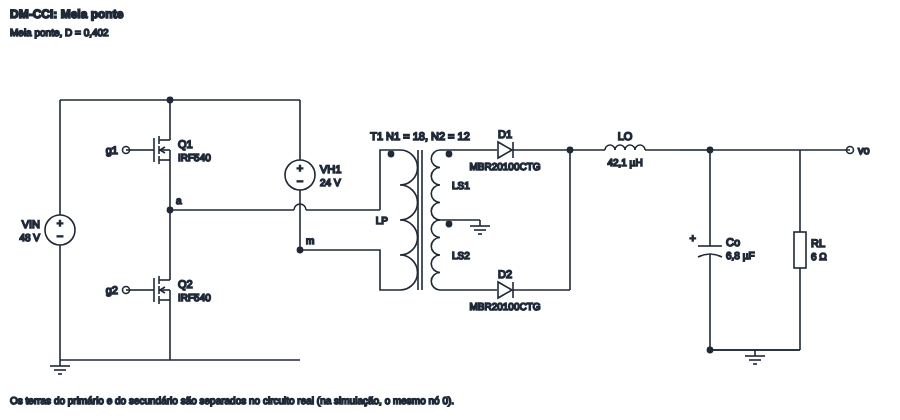 DM-CCI: Meia ponte
Meia ponte, D = 0,402
T1 N1 = 18, N2 = 12
D1
LO
g1
Q1
IRF540
VH1
24 V
MBR20100CTG
42,1 µH
vo
LS1
a
VIN
48 V
LP
m
LS2
Co
6,8 µF
RL
6 Ω
g2
Q2
IRF540
D2
MBR20100CTG
Os terras do primário e do secundário são separados no circuito real (na simulação, o mesmo nó 0).